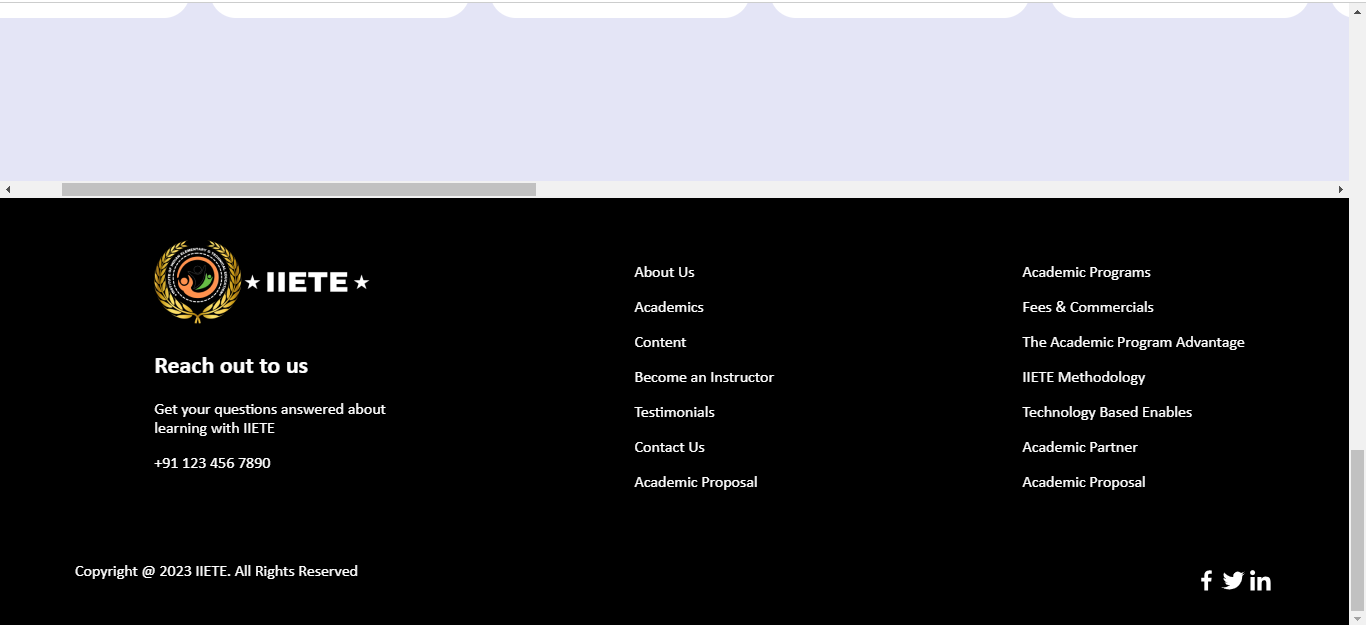 IIETE
Reach out to us
Get your questions answered about
learning with IIETE
+91 123 456 7890
About Us
Academics
Content
Become an Instructor
Testimonials
Contact Us
Academic Proposal
Academic Programs
Fees & Commercials
The Academic Program Advantage
IIETE Methodology
Technology Based Enables
Academic Partner
Academic Proposal
Copyright @ 2023 IIETE. All Rights Reserved